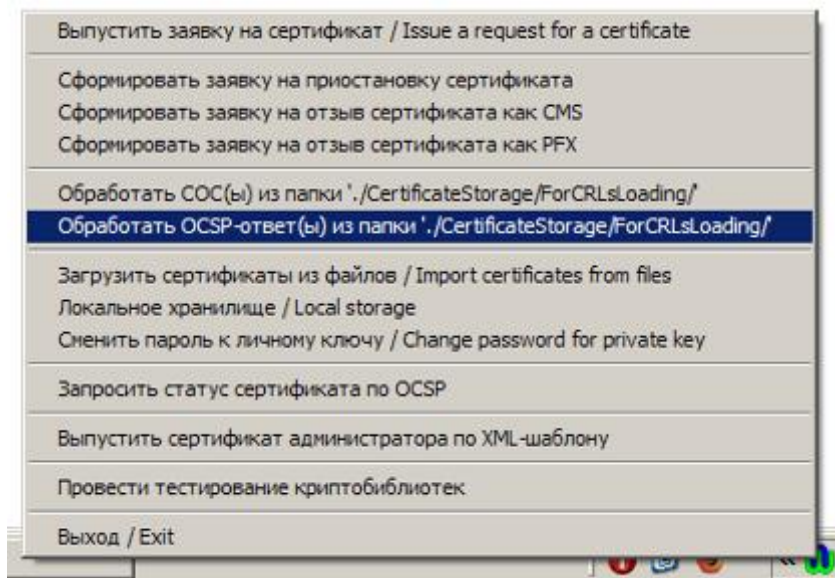 Выпустить заявку на сертификат / Issue a request for a certificate
Сформировать заявку на приостановку сертификата
Сформировать заявку на отзыв сертификата как CMS
Сформировать заявку на отзыв сертификата как PFX
Обработать СОС(ы) из папки './CertificateStorage/ForCRLsLoading/'
Обработать OCSP-ответ(ы) из папки './CertificateStorage/ForCRLsLoading/'
Загрузить сертификаты из файлов / Import certificates from files
Локальное хранилище / Local storage
Сменить пароль к личному ключу / Change password for private key
Запросить статус сертификата по OCSP
Выпустить сертификат администратора по XML-шаблону
Провести тестирование криптобиблиотек
Выход / Exit